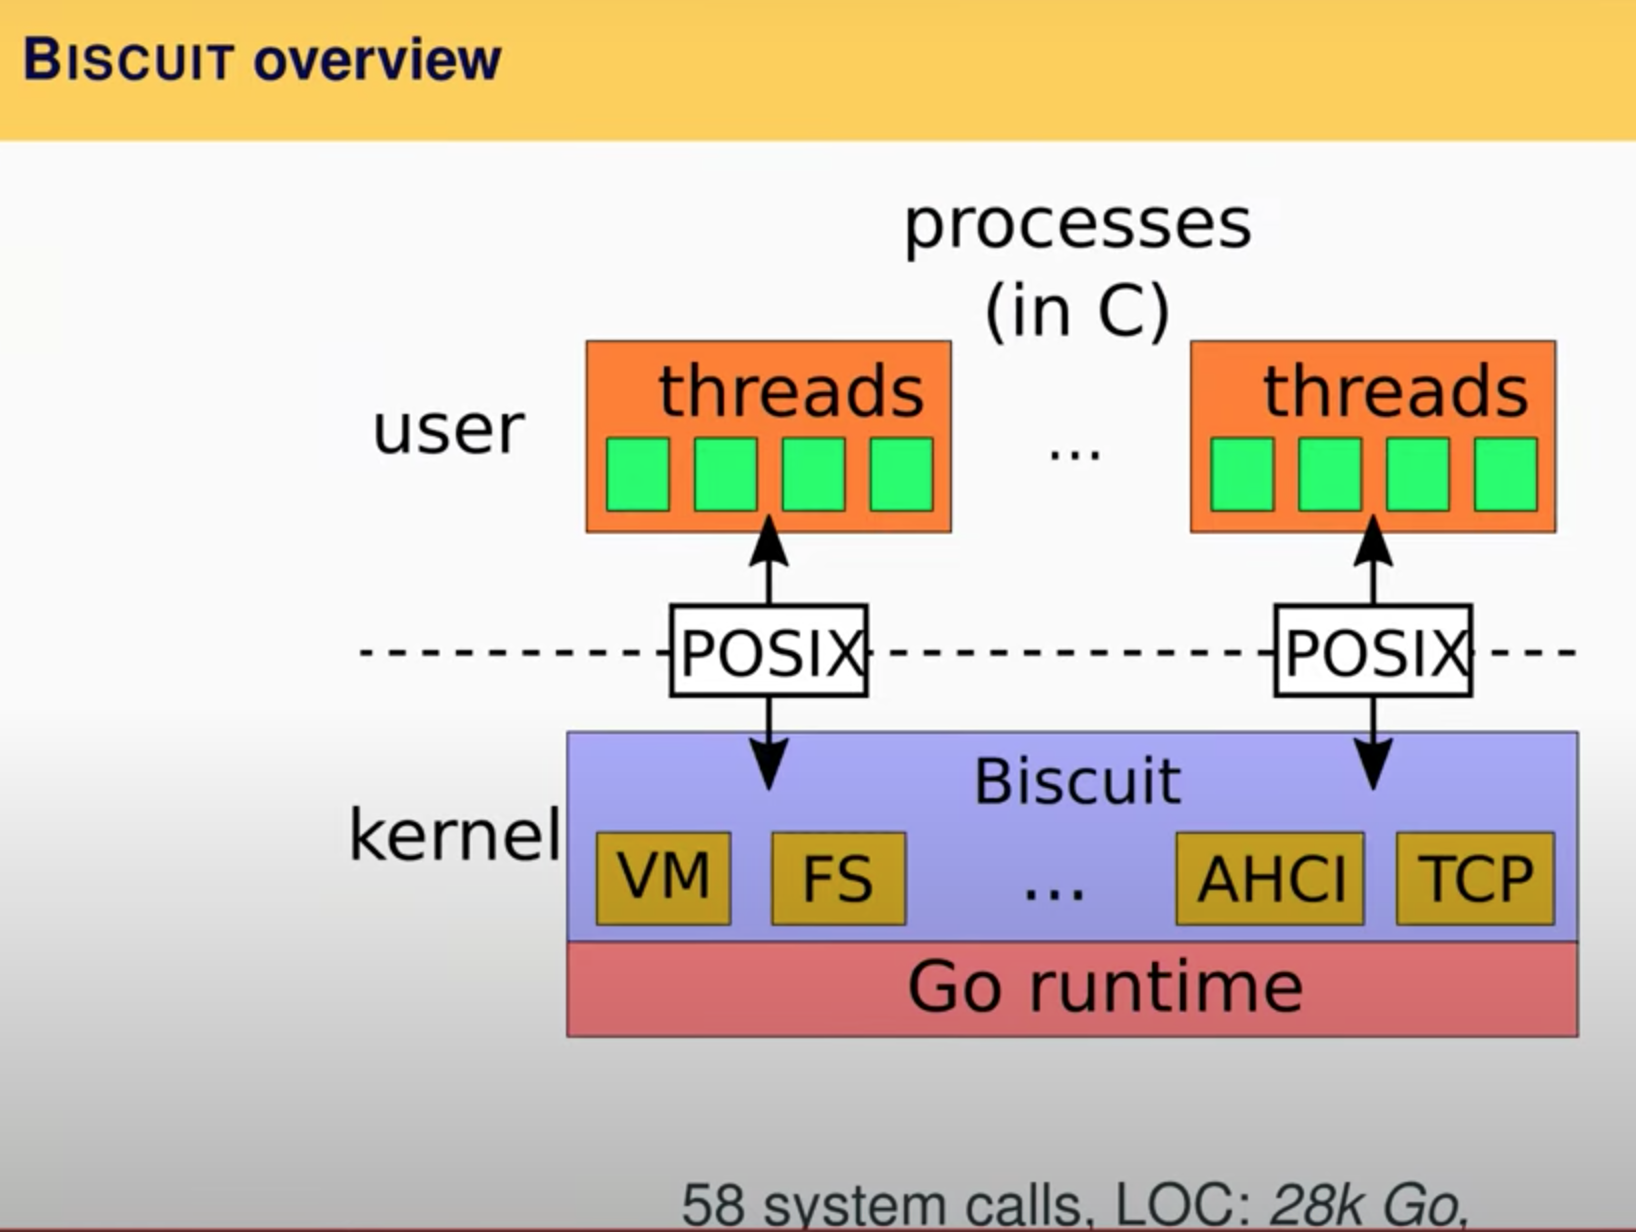 BISCUIT overview
processes
(in C)
user
threads
...
threads
POSIX
POSIX
kernel
Biscuit
VM
FS
...
AHCI
TCP
Go runtime
58 system calls, LOC: 28k Go,